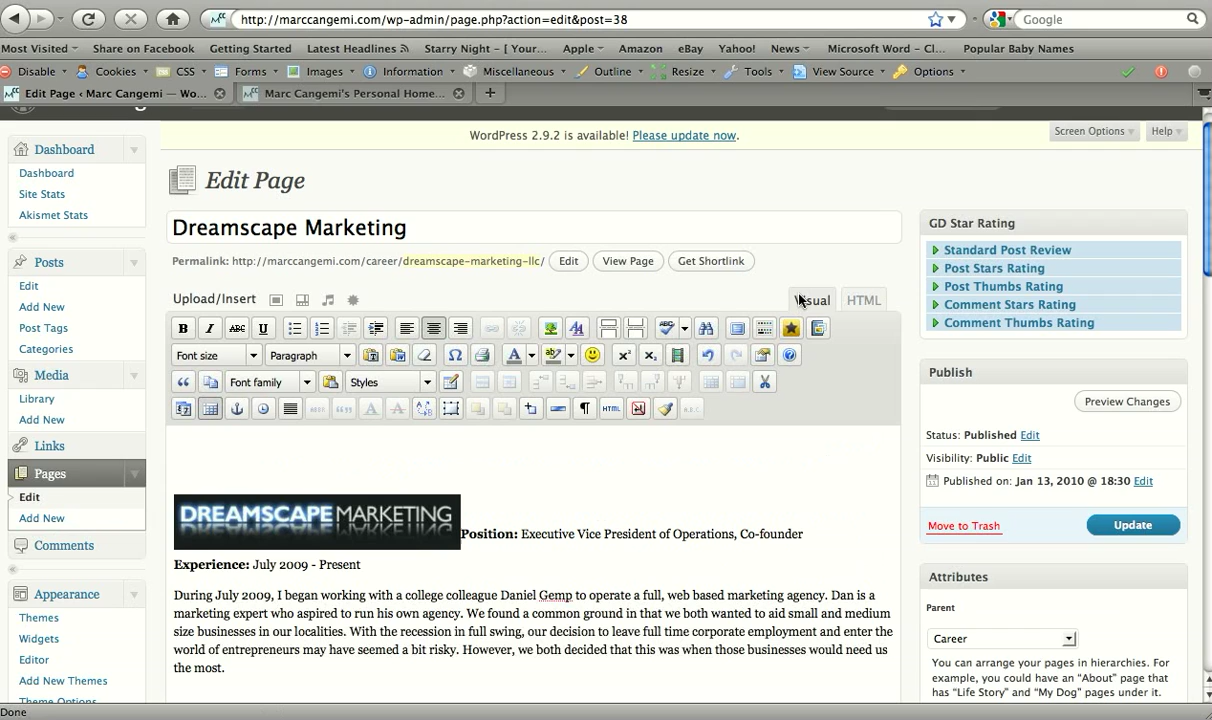 http://marccangemi.com/wp-admin/page.php?action=edit&post=38
Google
Most Visited Share on Facebook Getting Started Latest Headlines Starry Night – [ Your... Apple Amazon eBay Yahoo! News Microsoft Word – Cl... Popular Baby Names
Disable Cookies CSS Forms Images Information Miscellaneous Outline Resize Tools View Source Options
Edit Page ‹ Marc Cangemi — Wo... Marc Cangemi's Personal Home...
WordPress 2.9.2 is available! Please update now.
Screen Options Help
Dashboard
Dashboard
Site Stats
Akismet Stats
Posts
Edit
Add New
Post Tags
Categories
Media
Library
Add New
Links
Pages
Edit
Add New
Comments
Appearance
Themes
Widgets
Editor
Add New Themes
Theme Options
Edit Page
Dreamscape Marketing
Permalink: http://marccangemi.com/career/dreamscape-marketing-llc/ Edit View Page Get Shortlink
Upload/Insert
HTML
B I ABC U
Font size Paragraph
Font family Styles
HTML
DREAMSCAPE MARKETING
Position: Executive Vice President of Operations, Co-founder
Experience: July 2009 - Present
During July 2009, I began working with a college colleague Daniel Gemp to operate a full, web based marketing agency. Dan is a
marketing expert who aspired to run his own agency. We found a common ground in that we both wanted to aid small and medium
size businesses in our localities. With the recession in full swing, our decision to leave full time corporate employment and enter the
world of entrepreneurs may have seemed a bit risky. However, we both decided that this was when those businesses would need us
the most.
GD Star Rating
Standard Post Review
Post Stars Rating
Post Thumbs Rating
Comment Stars Rating
Comment Thumbs Rating
Publish
Preview Changes
Status: Published Edit
Visibility: Public Edit
Published on: Jan 13, 2010 @ 18:30 Edit
Move to Trash Update
Attributes
Parent
Career
You can arrange your pages in hierarchies. For
example, you could have an “About” page that
has “Life Story” and “My Dog” pages under it.
Done